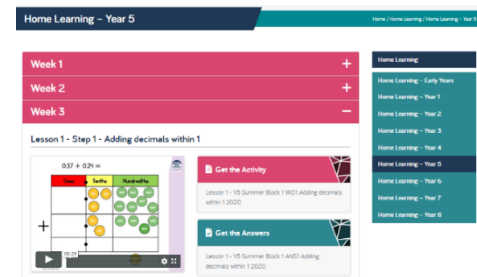 Home Learning – Year 5
Home / Home Learning / Home Learning – Year 5
Week 1
Week 2
Week 3
Lesson 1 - Step 1 - Adding decimals within 1
0.37 + 0.24 =
Ones Tenths Hundredths
+
01:29
Get the Activity
Lesson 1 - Y5 Summer Block 1 WO1 Adding decimals
within 1 2020
Get the Answers
Lesson 1 - Y5 Summer Block 1 ANS1 Adding
decimals within 1 2020
Home Learning
Home Learning – Early Years
Home Learning – Year 1
Home Learning – Year 2
Home Learning – Year 3
Home Learning – Year 4
Home Learning – Year 5
Home Learning – Year 6
Home Learning – Year 7
Home Learning – Year 8